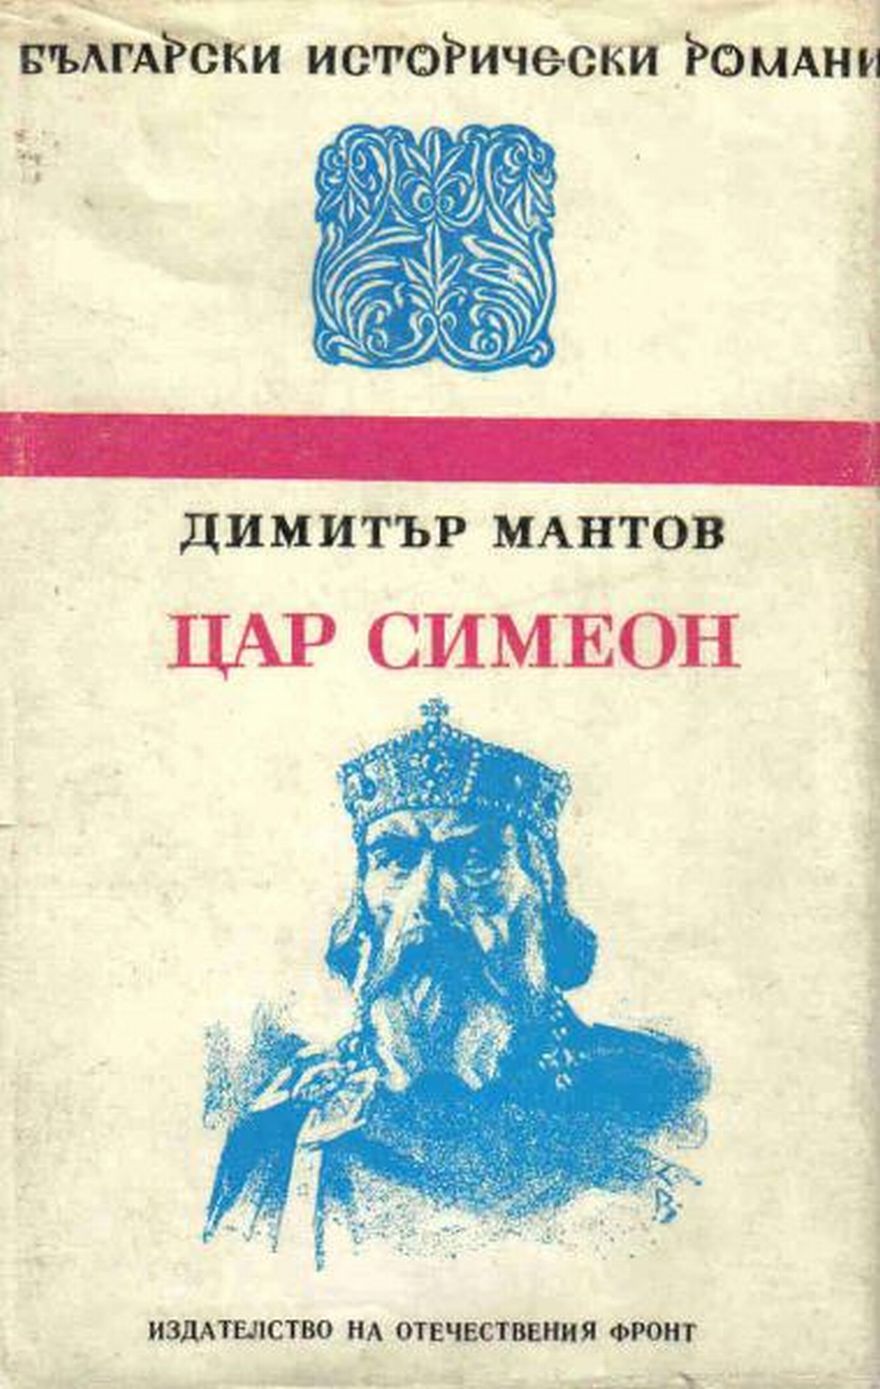 БЪЛГАРСКИ ИСТОРИЧЕСКИ РОМАНИ
ДИМИТЪР МАНТОВ
ЦАР СИМЕОН
ИЗДАТЕЛСТВО НА ОТЕЧЕСТВЕНИЯ ФРОНТ